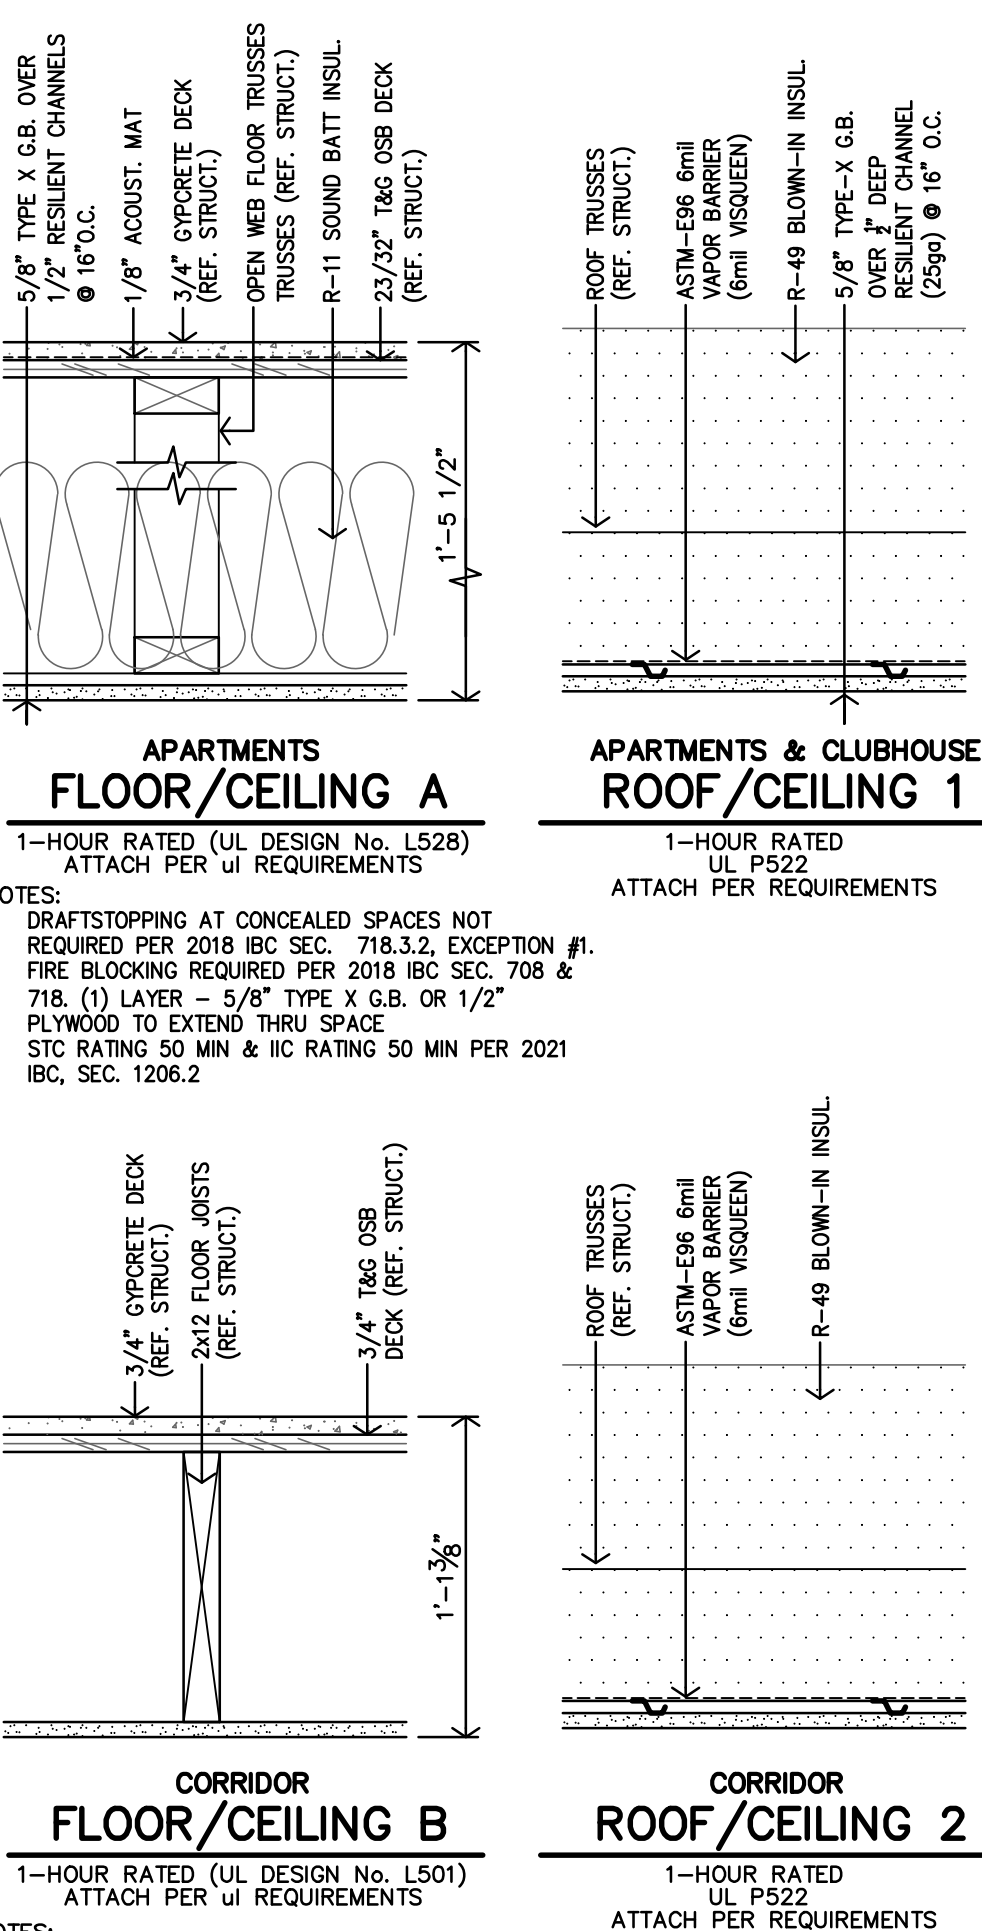 5/8" TYPE X G.B. OVER
1/2" RESILIENT CHANNELS
@ 16"O.C.
1/8" ACOUST. MAT
3/4" GYPCRETE DECK
(REF. STRUCT.)
OPEN WEB FLOOR TRUSSES
TRUSSES (REF. STRUCT.)
R-11 SOUND BATT INSUL.
23/32" T&G OSB DECK
(REF. STRUCT.)
1'-5 1/2"
APARTMENTS
FLOOR/CEILING A
1-HOUR RATED (UL DESIGN No. L528)
ATTACH PER ul REQUIREMENTS
OTES:
DRAFTSTOPPING AT CONCEALED SPACES NOT
REQUIRED PER 2018 IBC SEC. 718.3.2, EXCEPTION #1.
FIRE BLOCKING REQUIRED PER 2018 IBC SEC. 708 &
718. (1) LAYER - 5/8" TYPE X G.B. OR 1/2"
PLYWOOD TO EXTEND THRU SPACE
STC RATING 50 MIN & IIC RATING 50 MIN PER 2021
IBC, SEC. 1206.2
ROOF TRUSSES
(REF. STRUCT.)
ASTM-E96 6mil
VAPOR BARRIER
(6mil VISQUEEN)
R-49 BLOWN-IN INSUL.
5/8" TYPE-X G.B.
OVER 1/2" DEEP
RESILIENT CHANNEL
(25ga) @ 16" O.C.
APARTMENTS & CLUBHOUSE
ROOF/CEILING 1
1-HOUR RATED
UL P522
ATTACH PER REQUIREMENTS
3/4" GYPCRETE DECK
(REF. STRUCT.)
2x12 FLOOR JOISTS
(REF. STRUCT.)
3/4" T&G OSB
DECK (REF. STRUCT.)
1'-1 3/8"
CORRIDOR
FLOOR/CEILING B
1-HOUR RATED (UL DESIGN No. L501)
ATTACH PER ul REQUIREMENTS
OTES:
ROOF TRUSSES
(REF. STRUCT.)
ASTM-E96 6mil
VAPOR BARRIER
(6mil VISQUEEN)
R-49 BLOWN-IN INSUL.
CORRIDOR
ROOF/CEILING 2
1-HOUR RATED
UL P522
ATTACH PER REQUIREMENTS